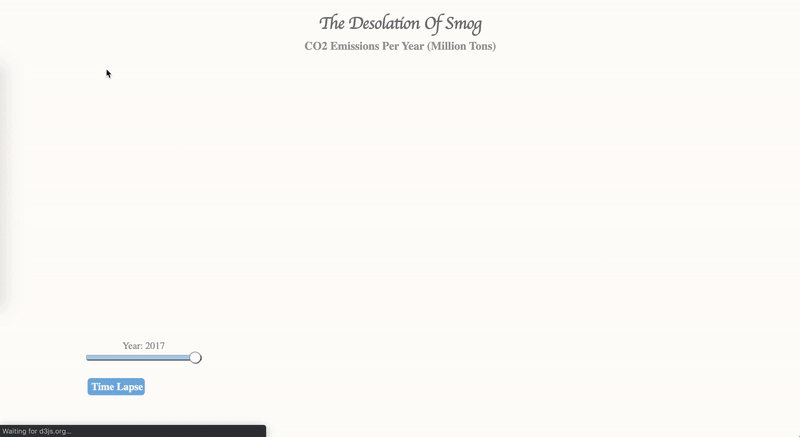 The Desolation Of Smog
CO2 Emissions Per Year (Million Tons)
Year: 2017
Time Lapse
Waiting for d3js.org...